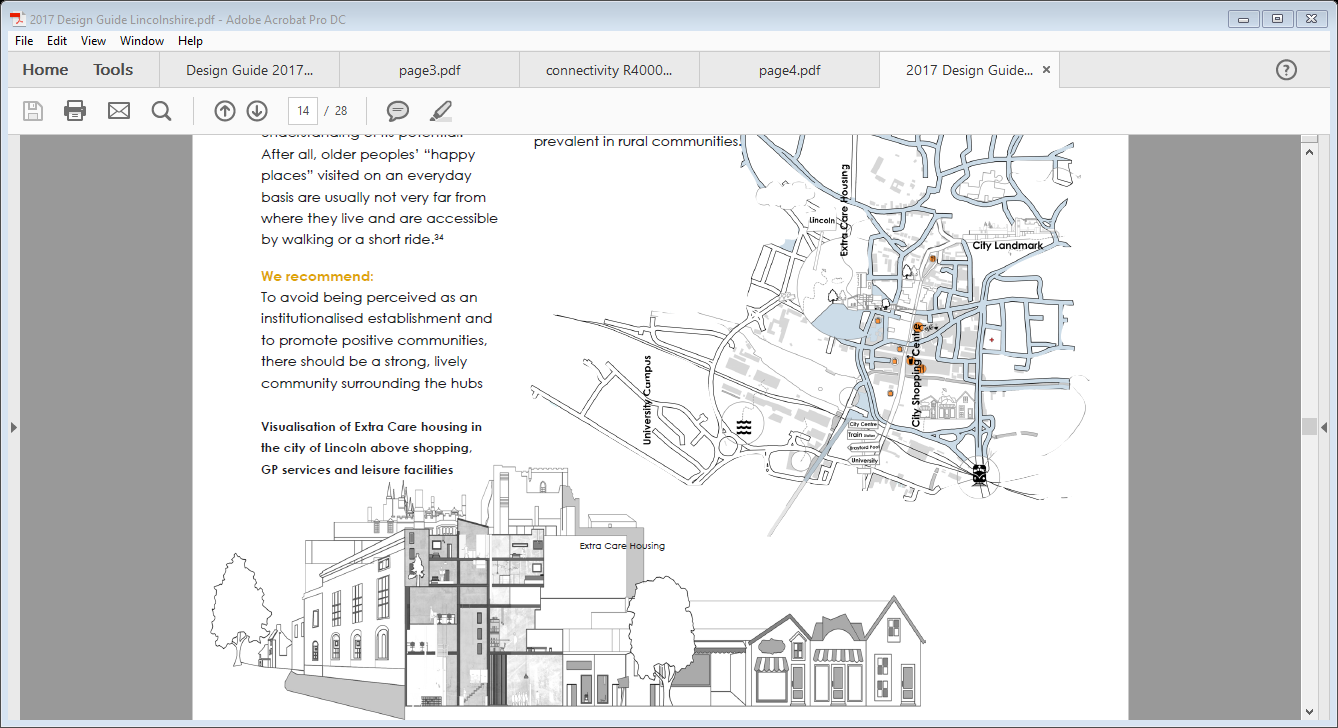 2017 Design Guide Lincolnshire.pdf - Adobe Acrobat Pro DC
File Edit View Window Help
Home Tools Design Guide 2017... page3.pdf connectivity R4000... page4.pdf 2017 Design Guide... ×
14 / 28
understanding of its potential.
After all, older peoples’ “happy
places” visited on an everyday
basis are usually not very far from
where they live and are accessible
by walking or a short ride.³⁴
We recommend:
To avoid being perceived as an
institutionalised establishment and
to promote positive communities,
there should be a strong, lively
community surrounding the hubs
Visualisation of Extra Care housing in
the city of Lincoln above shopping,
GP services and leisure facilities
prevalent in rural communities.
Lincoln
Extra Care Housing
City Landmark
City Shopping Centre
University Campus
City Centre
Train
University
Extra Care Housing